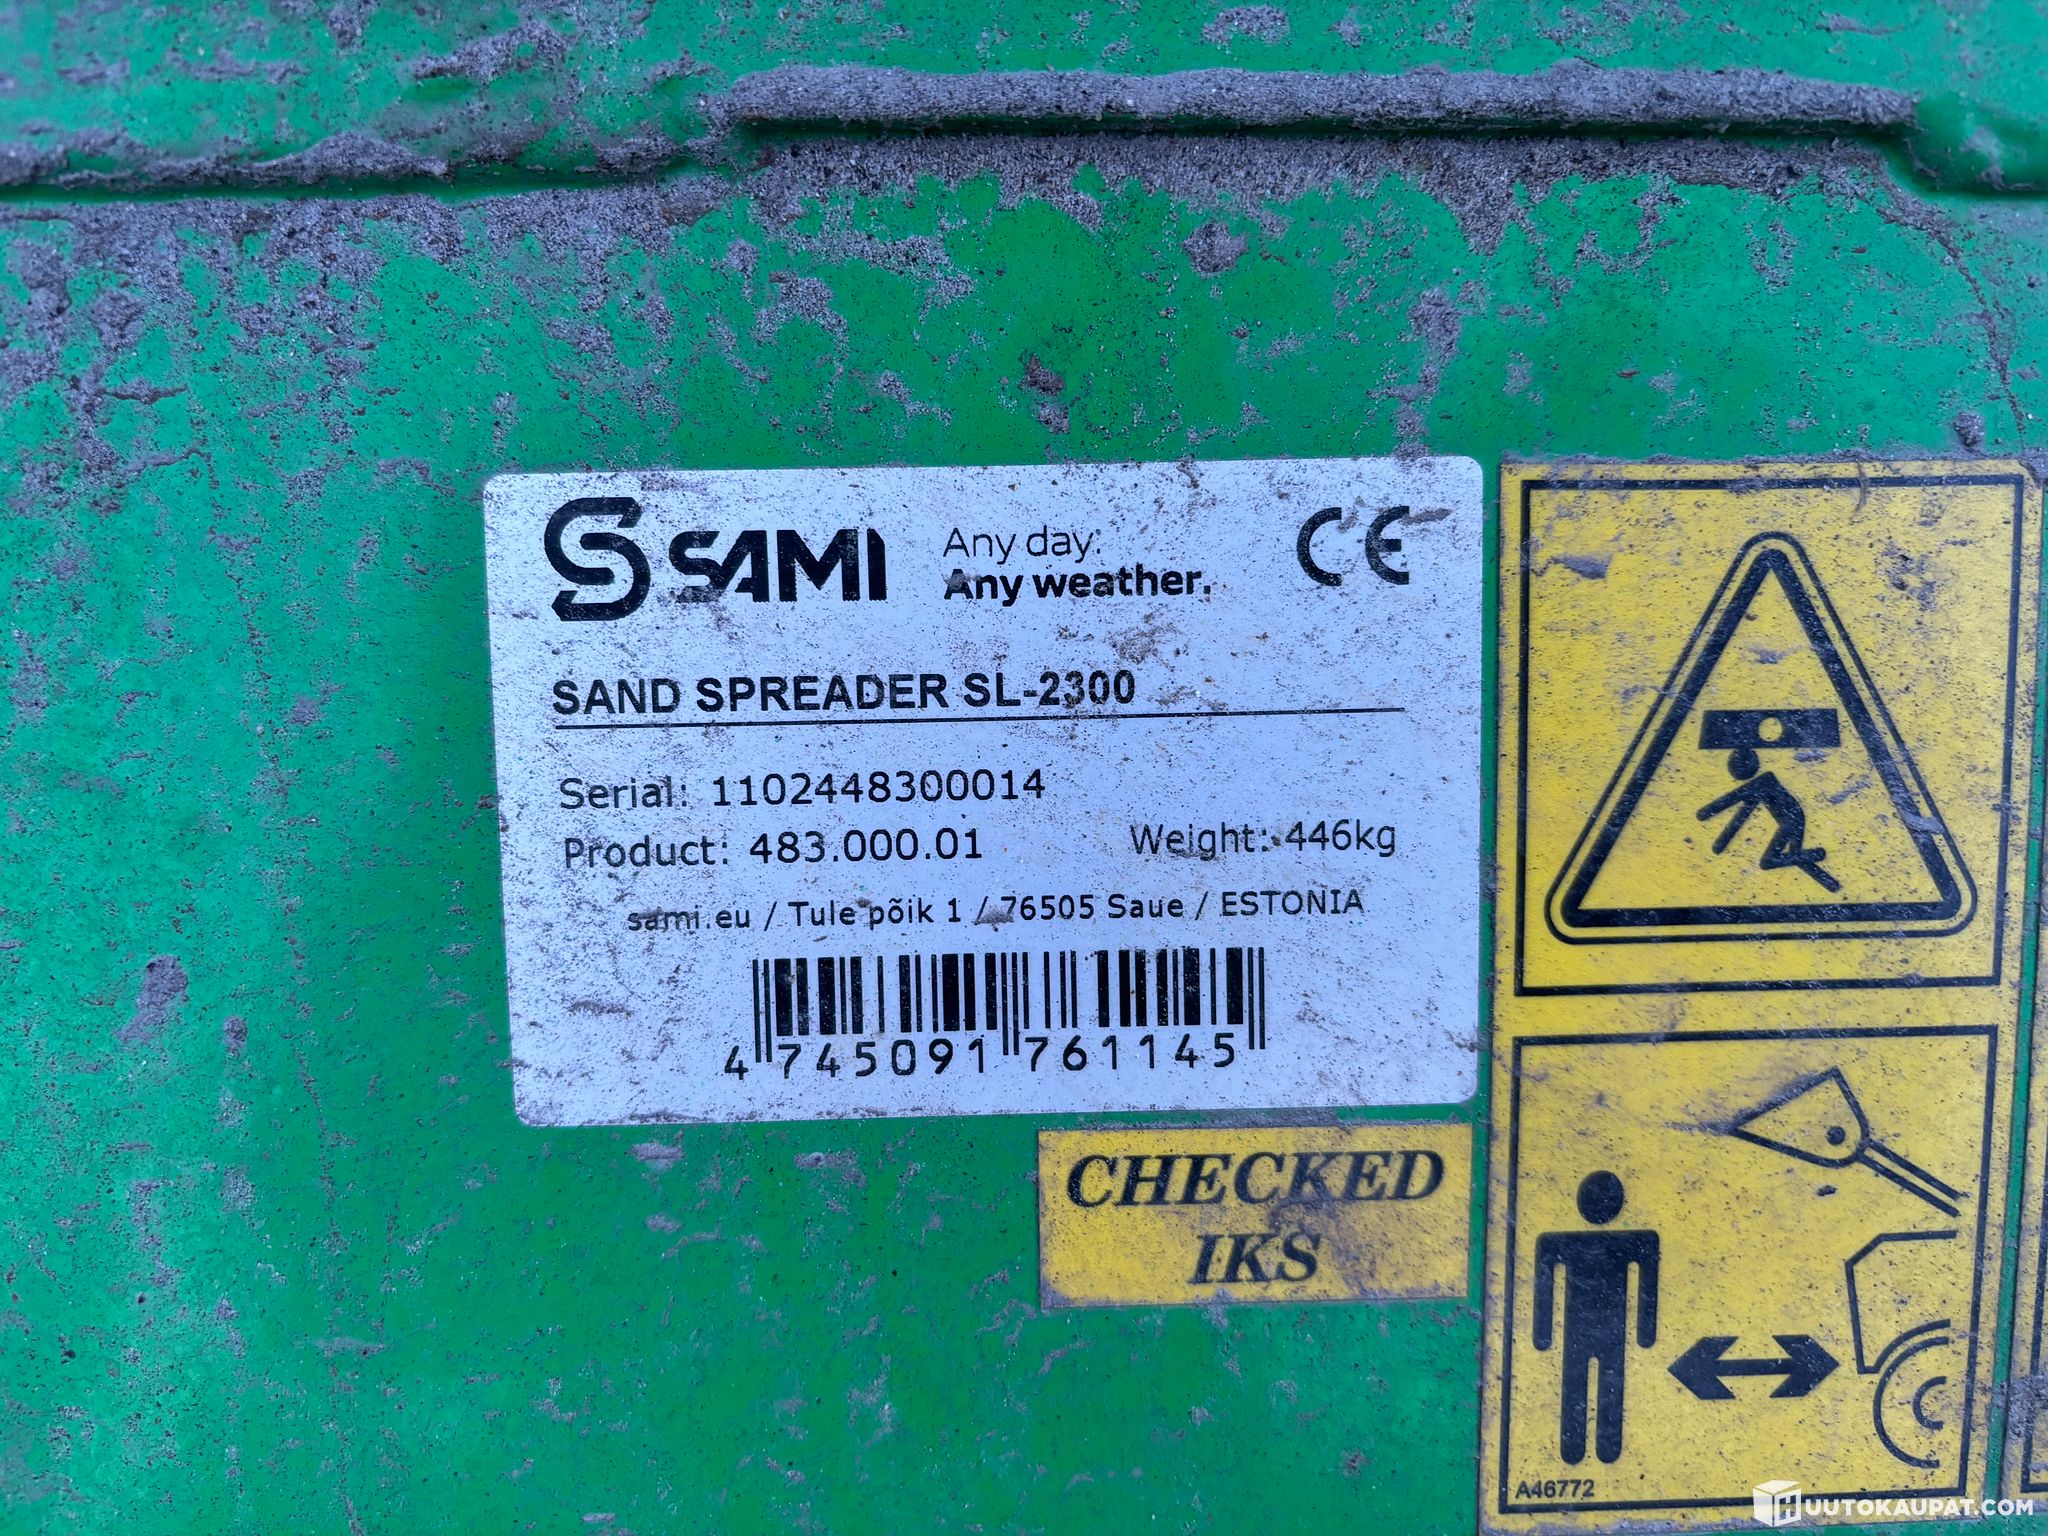 SAMI
Any day.
Any weather.
CE
SAND SPREADER SL-2300
Serial: 1102448300014
Product: 483.000.01 Weight: 446kg
sami.eu / Tule põik 1 / 76505 Saue / ESTONIA
4 745091 761145
CHECKED
IKS
A46772
HUUTOKAUPAT.COM